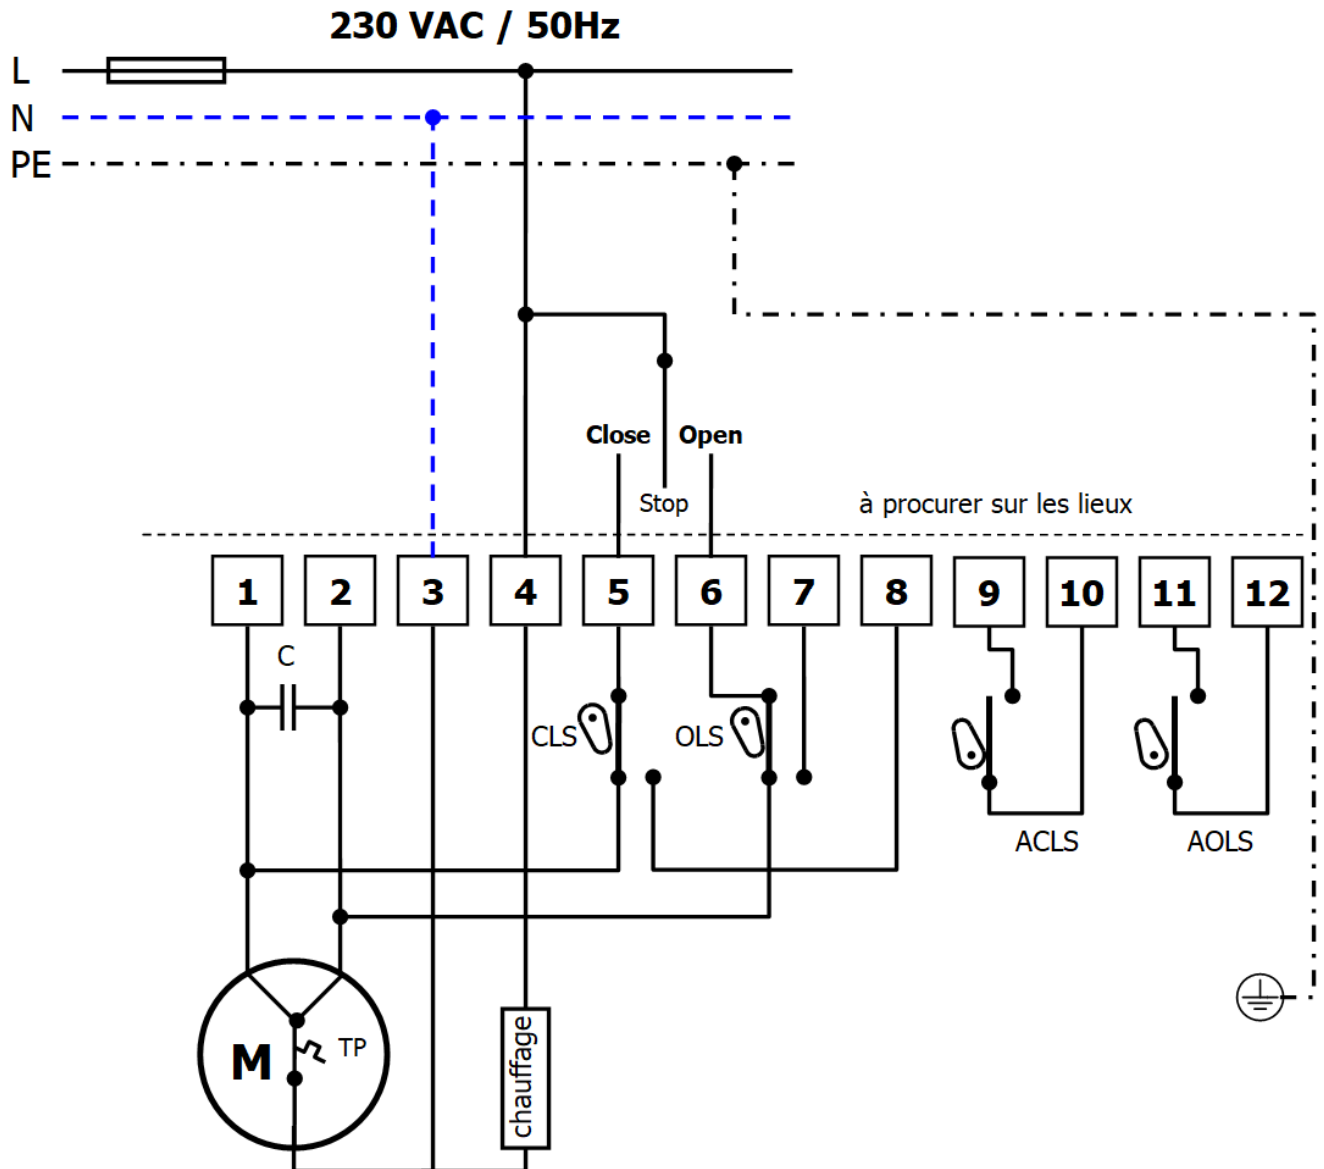 230 VAC / 50Hz
L
N
PE
Close Open
Stop
à procurer sur les lieux
1 2 3 4 5 6 7 8 9 10 11 12
C
CLS OLS
ACLS AOLS
M TP
chauffage